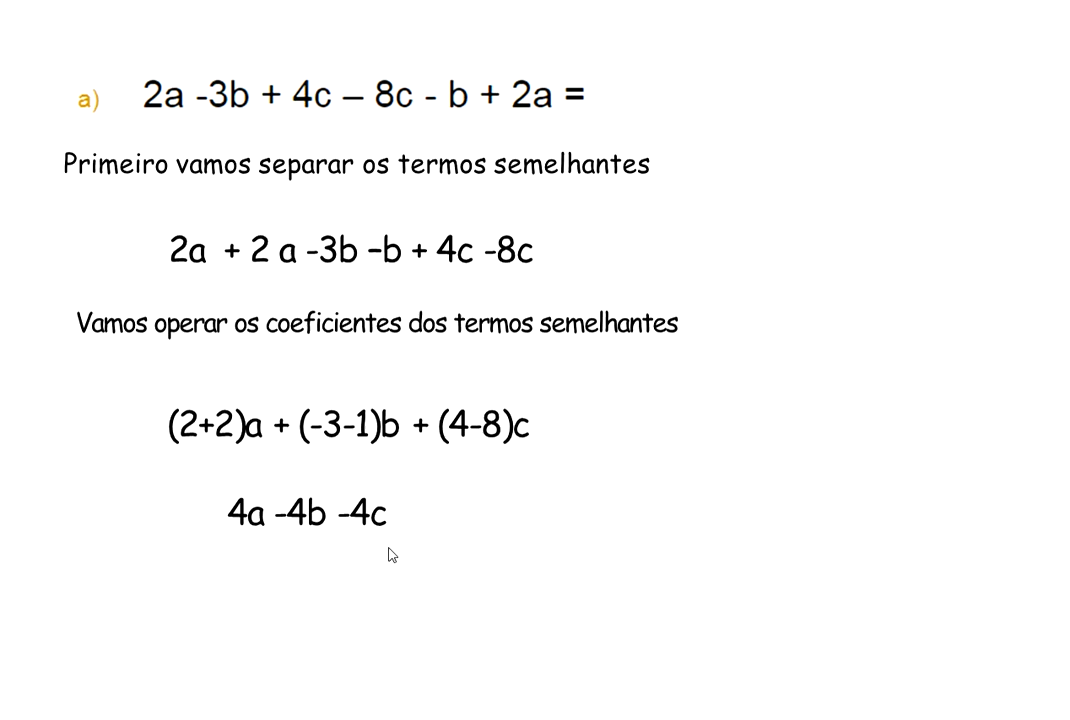 a) 2a -3b + 4c – 8c - b + 2a =
Primeiro vamos separar os termos semelhantes
2a + 2 a -3b –b + 4c -8c
Vamos operar os coeficientes dos termos semelhantes
(2+2)a + (-3-1)b + (4-8)c
4a -4b -4c